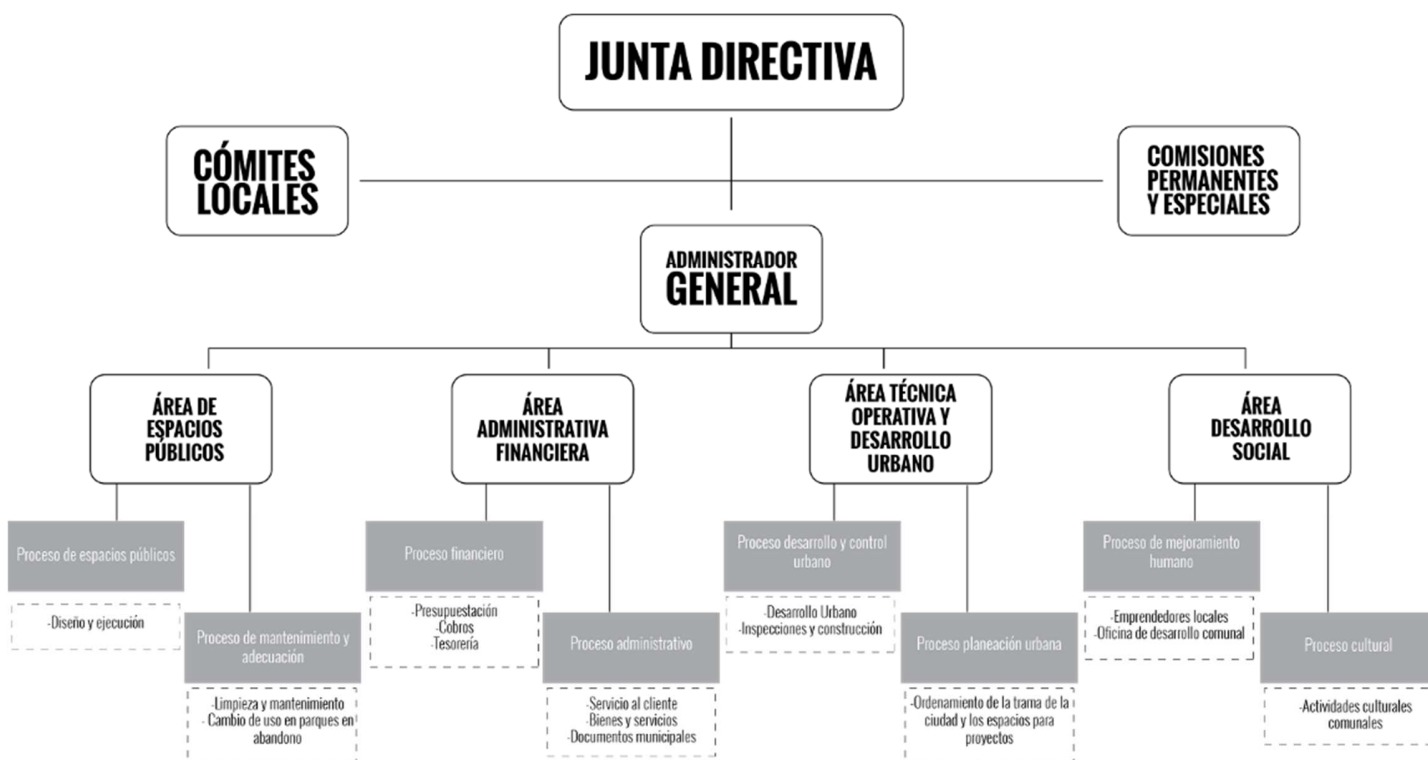 JUNTA DIRECTIVA
CÓMITES
LOCALES
COMISIONES
PERMANENTES
Y ESPECIALES
ADMINISTRADOR
GENERAL
ÁREA DE
ESPACIOS
PÚBLICOS
ÁREA
ADMINISTRATIVA
FINANCIERA
ÁREA TÉCNICA
OPERATIVA Y
DESARROLLO
URBANO
ÁREA
DESARROLLO
SOCIAL
Proceso de espacios públicos
-Diseño y ejecución
Proceso de mantenimiento y
adecuación
-Limpieza y mantenimiento
- Cambio de uso en parques en
abandono
Proceso financiero
-Presupuestación
-Cobros
-Tesorería
Proceso administrativo
-Servicio al cliente
-Bienes y servicios
-Documentos municipales
Proceso desarrollo y control
urbano
-Desarrollo Urbano
-Inspecciones y construcción
Proceso planeación urbana
-Ordenamiento de la trama de la
ciudad y los espacios para
proyectos
Proceso de mejoramiento
humano
-Emprendedores locales
-Oficina de desarrollo comunal
Proceso cultural
-Actividades culturales
comunales